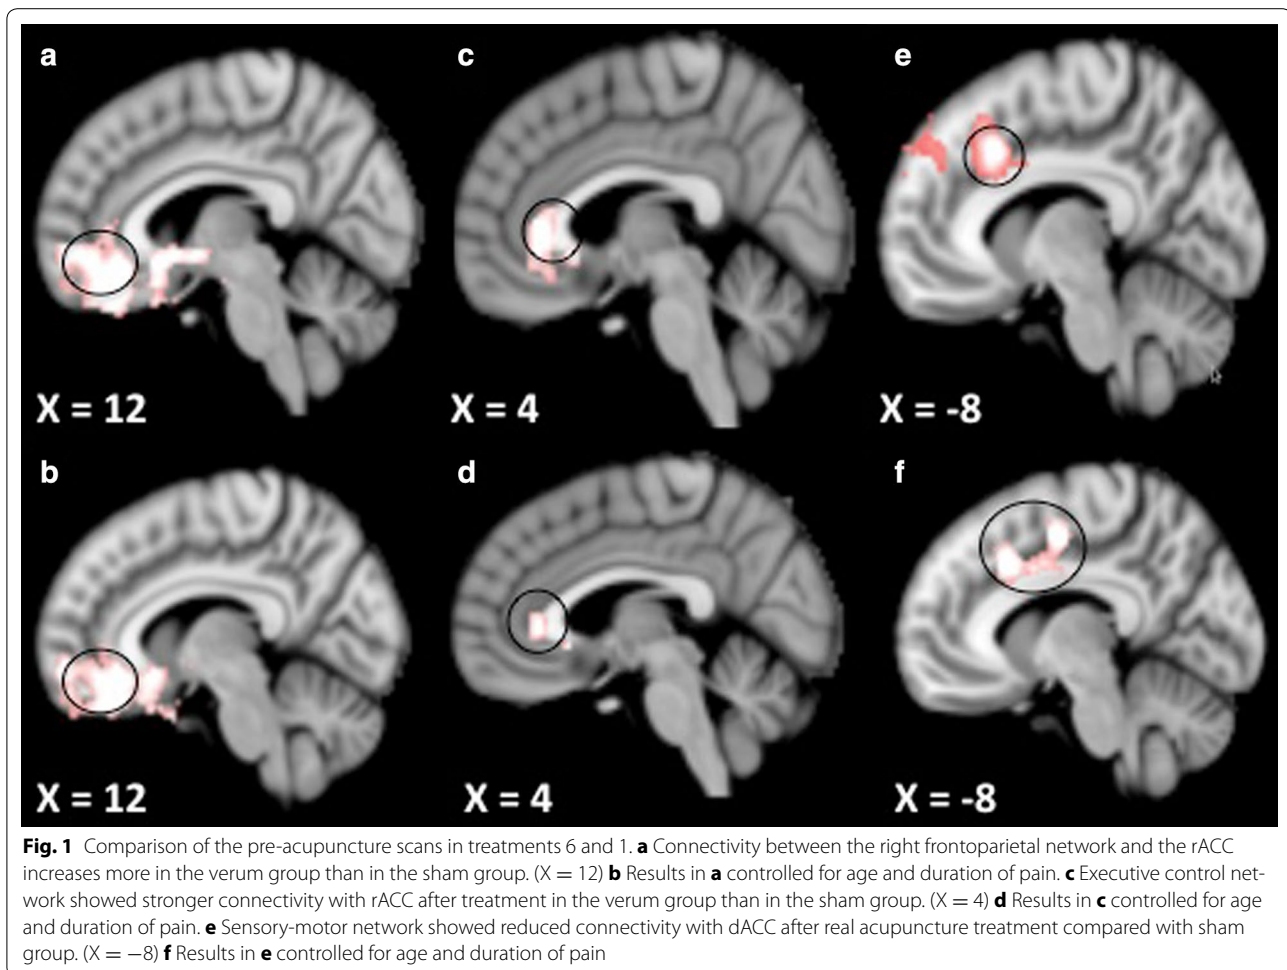 a
c
e
X = 12
X = 4
X = -8
b
d
f
X = 12
X = 4
X = -8
Fig. 1 Comparison of the pre-acupuncture scans in treatments 6 and 1. a Connectivity between the right frontoparietal network and the rACC
increases more in the verum group than in the sham group. (X = 12) b Results in a controlled for age and duration of pain. c Executive control net-
work showed stronger connectivity with rACC after treatment in the verum group than in the sham group. (X = 4) d Results in c controlled for age
and duration of pain. e Sensory-motor network showed reduced connectivity with dACC after real acupuncture treatment compared with sham
group. (X = −8) f Results in e controlled for age and duration of pain